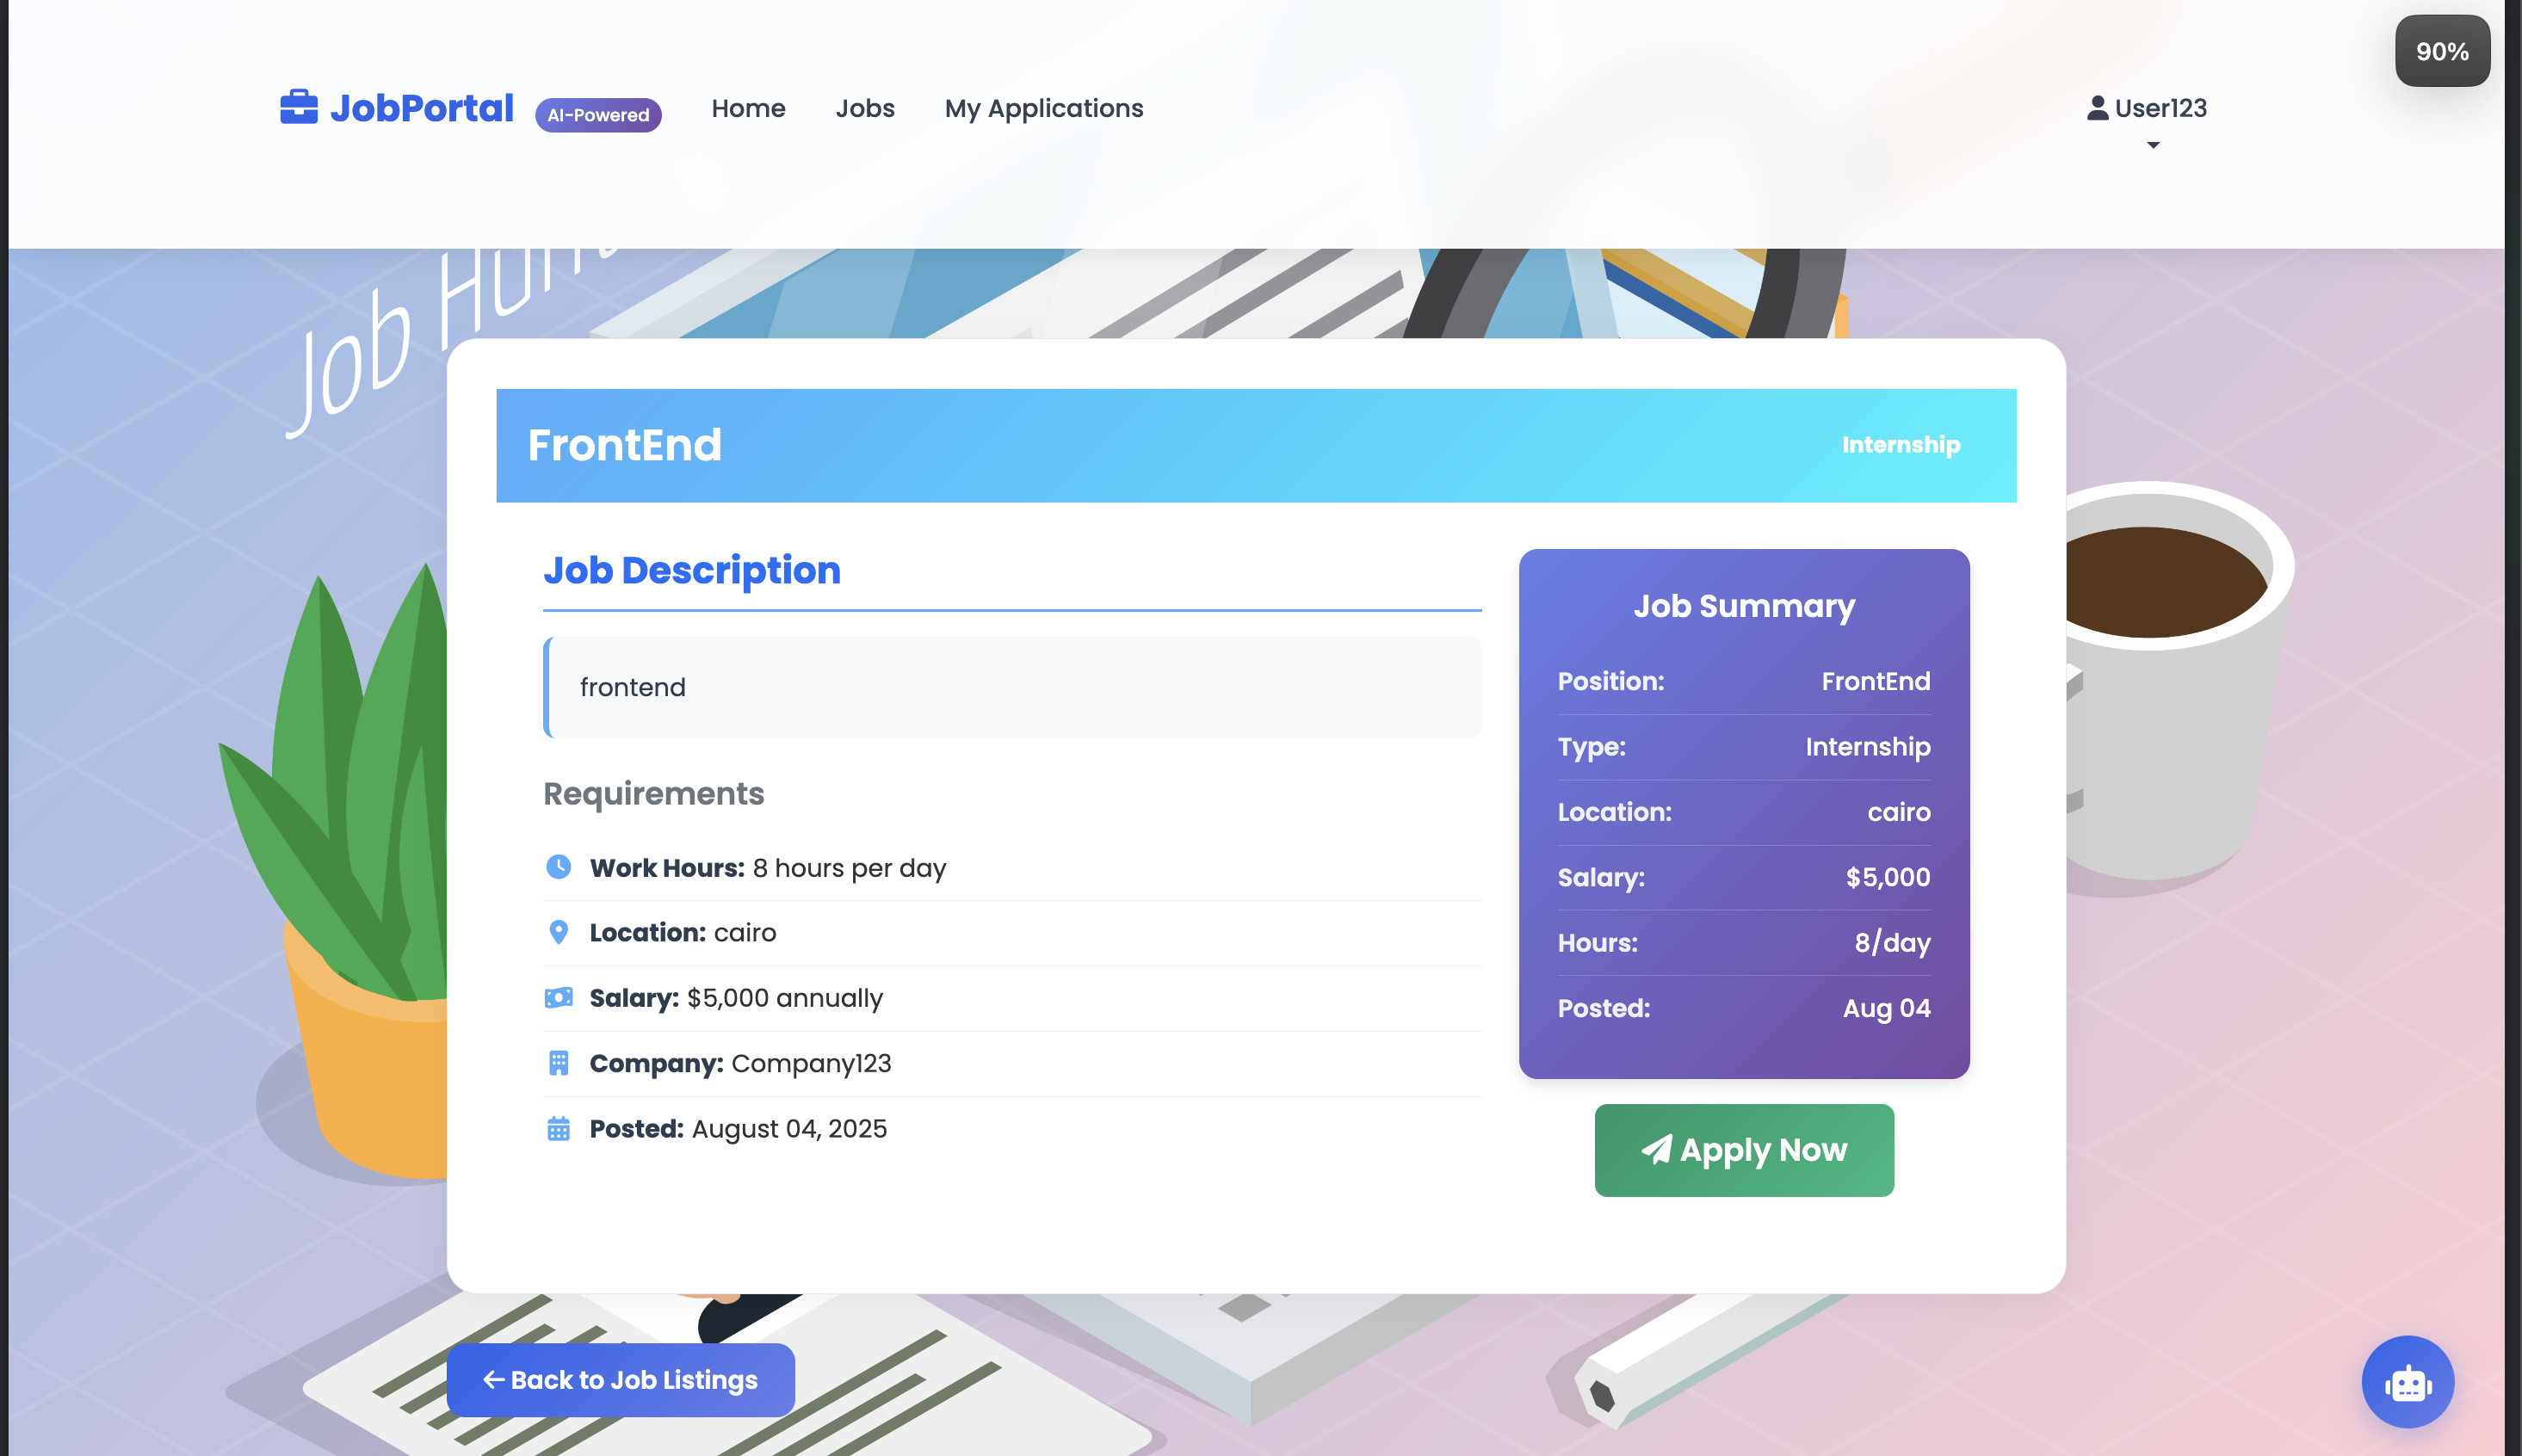 90%
JobPortal AI-Powered Home Jobs My Applications User123
Job
FrontEnd Internship
Job Description
frontend
Requirements
Work Hours: 8 hours per day
Location: cairo
Salary: $5,000 annually
Company: Company123
Posted: August 04, 2025
Job Summary
Position: FrontEnd
Type: Internship
Location: cairo
Salary: $5,000
Hours: 8/day
Posted: Aug 04
Apply Now
Back to Job Listings